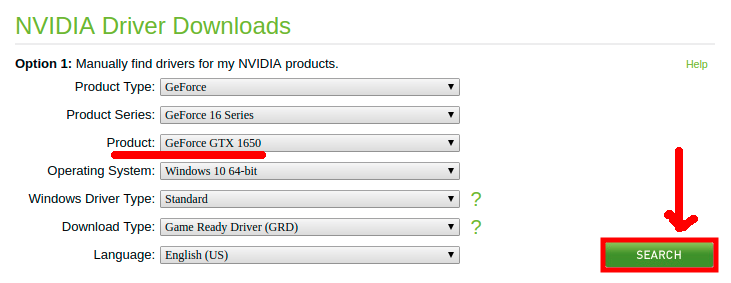 NVIDIA Driver Downloads
Option 1: Manually find drivers for my NVIDIA products. Help
Product Type: GeForce
Product Series: GeForce 16 Series
Product: GeForce GTX 1650
Operating System: Windows 10 64-bit
Windows Driver Type: Standard ?
Download Type: Game Ready Driver (GRD) ?
Language: English (US)
SEARCH